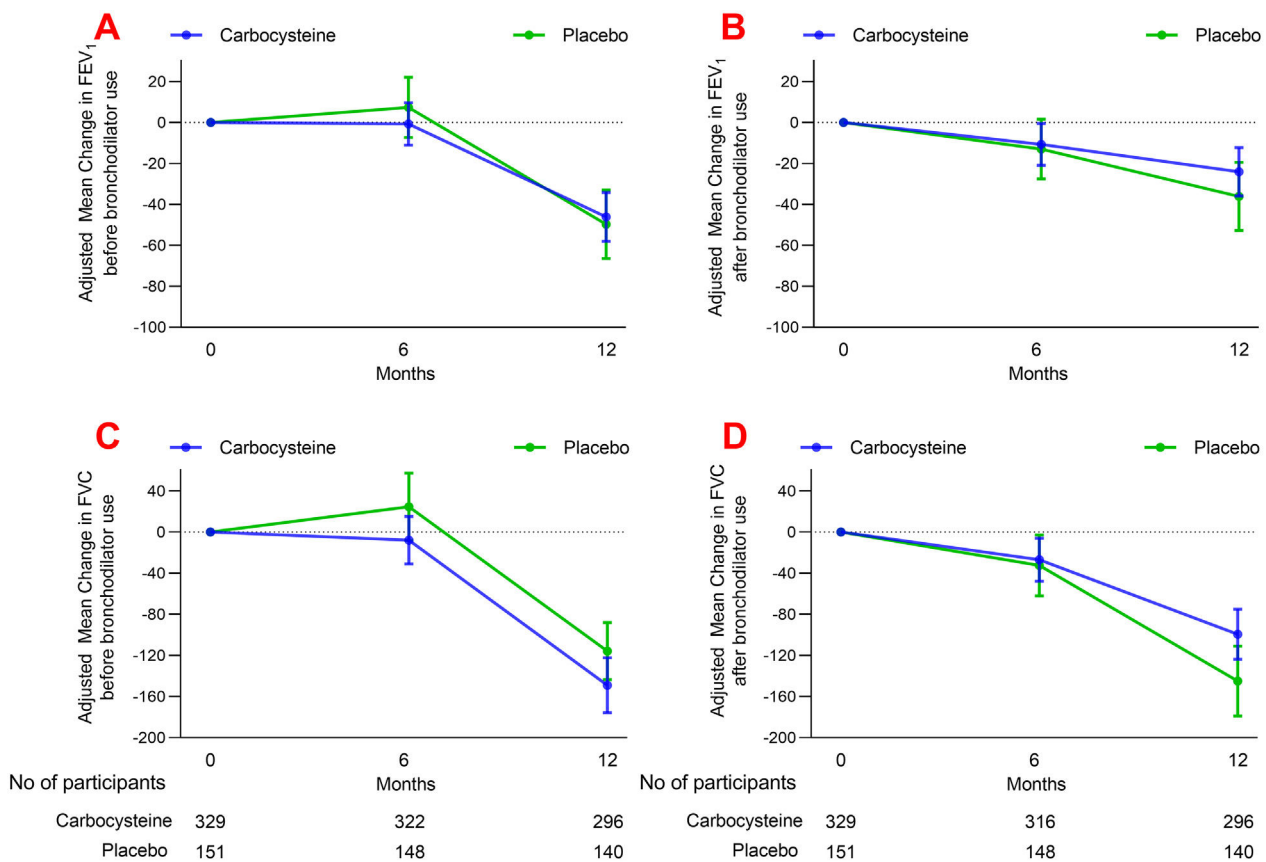 A
Carbocysteine
Placebo
Adjusted Mean Change in FEV₁
before bronchodilator use
20
0
-20
-40
-60
-80
-100
0
6
12
Months
B
Carbocysteine
Placebo
Adjusted Mean Change in FEV₁
after bronchodilator use
20
0
-20
-40
-60
-80
-100
0
6
12
Months
C
Carbocysteine
Placebo
Adjusted Mean Change in FVC
before bronchodilator use
40
0
-40
-80
-120
-160
-200
0
6
12
Months
No of participants
Carbocysteine 329 322 296
Placebo 151 148 140
D
Carbocysteine
Placebo
Adjusted Mean Change in FVC
after bronchodilator use
40
0
-40
-80
-120
-160
-200
0
6
12
Months
No of participants
Carbocysteine 329 316 296
Placebo 151 148 140